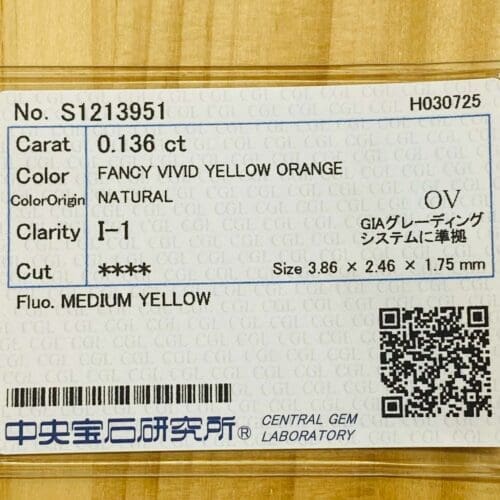 No. S1213951 H030725
Carat 0.136 ct
Color FANCY VIVID YELLOW ORANGE
ColorOrigin NATURAL
Clarity I-1 OV
GIAグレーディング
システムに準拠
Cut **** Size 3.86 × 2.46 × 1.75 mm
Fluo. MEDIUM YELLOW
中央宝石研究所® CENTRAL GEM
LABORATORY